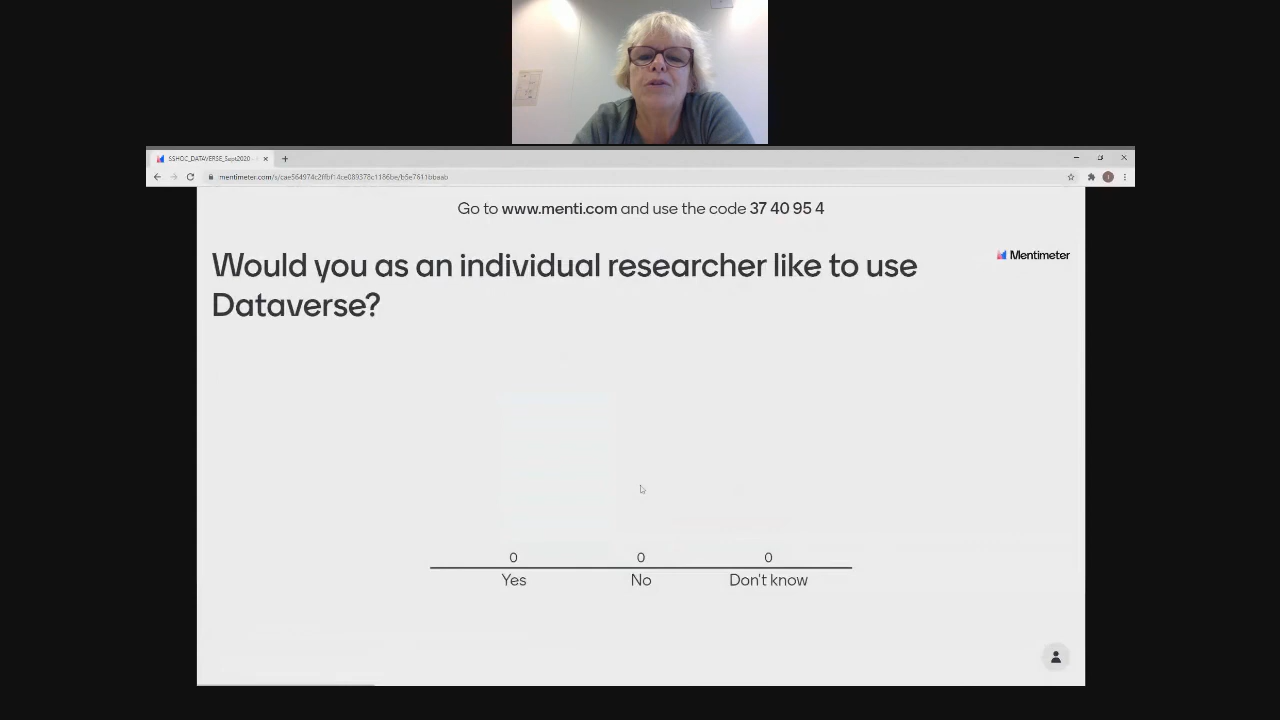 SSHOC_DATAVERSE_Sept2020 -
Go to www.menti.com and use the code 37 40 95 4
Would you as an individual researcher like to use
Dataverse?
Mentimeter
0 0 0
Yes No Don't know